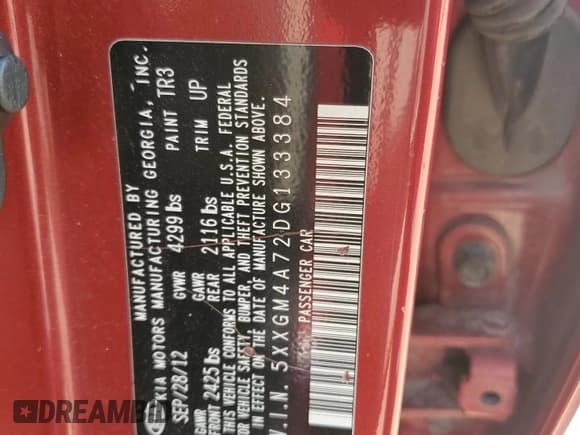 MANUFACTURED BY
KIA MOTORS MANUFACTURING GEORGIA, INC.
SEP/28/12 GVWR 4299 lbs PAINT TR3
GAWR FRONT 2425 lbs GAWR REAR 2116 lbs TRIM UP
THIS VEHICLE CONFORMS TO ALL APPLICABLE U.S.A. FEDERAL
VEHICLE SAFETY, BUMPER, AND THEFT PREVENTION STANDARDS
IN EFFECT ON THE DATE OF MANUFACTURE SHOWN ABOVE.
V.I.N. 5XXGM4A72DG133384
PASSENGER CAR
DREAMBID